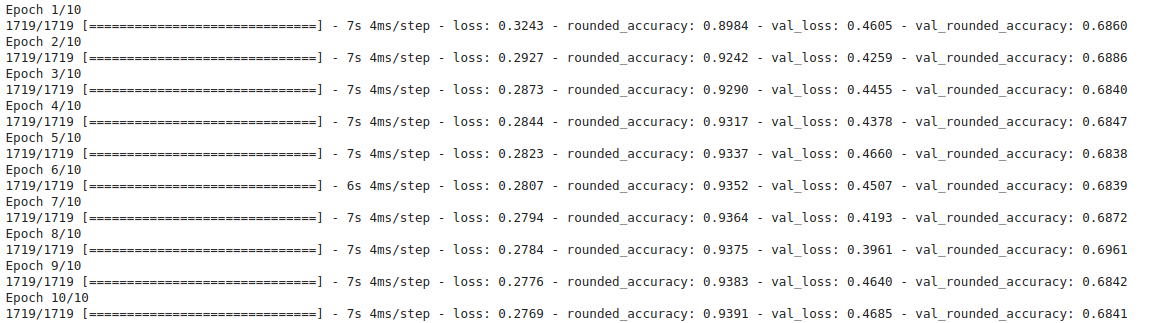 Epoch 1/10
1719/1719 [==============================] - 7s 4ms/step - loss: 0.3243 - rounded_accuracy: 0.8984 - val_loss: 0.4605 - val_rounded_accuracy: 0.6860
Epoch 2/10
1719/1719 [==============================] - 7s 4ms/step - loss: 0.2927 - rounded_accuracy: 0.9242 - val_loss: 0.4259 - val_rounded_accuracy: 0.6886
Epoch 3/10
1719/1719 [==============================] - 7s 4ms/step - loss: 0.2873 - rounded_accuracy: 0.9290 - val_loss: 0.4455 - val_rounded_accuracy: 0.6840
Epoch 4/10
1719/1719 [==============================] - 7s 4ms/step - loss: 0.2844 - rounded_accuracy: 0.9317 - val_loss: 0.4378 - val_rounded_accuracy: 0.6847
Epoch 5/10
1719/1719 [==============================] - 7s 4ms/step - loss: 0.2823 - rounded_accuracy: 0.9337 - val_loss: 0.4660 - val_rounded_accuracy: 0.6838
Epoch 6/10
1719/1719 [==============================] - 6s 4ms/step - loss: 0.2807 - rounded_accuracy: 0.9352 - val_loss: 0.4507 - val_rounded_accuracy: 0.6839
Epoch 7/10
1719/1719 [==============================] - 7s 4ms/step - loss: 0.2794 - rounded_accuracy: 0.9364 - val_loss: 0.4193 - val_rounded_accuracy: 0.6872
Epoch 8/10
1719/1719 [==============================] - 7s 4ms/step - loss: 0.2784 - rounded_accuracy: 0.9375 - val_loss: 0.3961 - val_rounded_accuracy: 0.6961
Epoch 9/10
1719/1719 [==============================] - 7s 4ms/step - loss: 0.2776 - rounded_accuracy: 0.9383 - val_loss: 0.4640 - val_rounded_accuracy: 0.6842
Epoch 10/10
1719/1719 [==============================] - 7s 4ms/step - loss: 0.2769 - rounded_accuracy: 0.9391 - val_loss: 0.4685 - val_rounded_accuracy: 0.6841